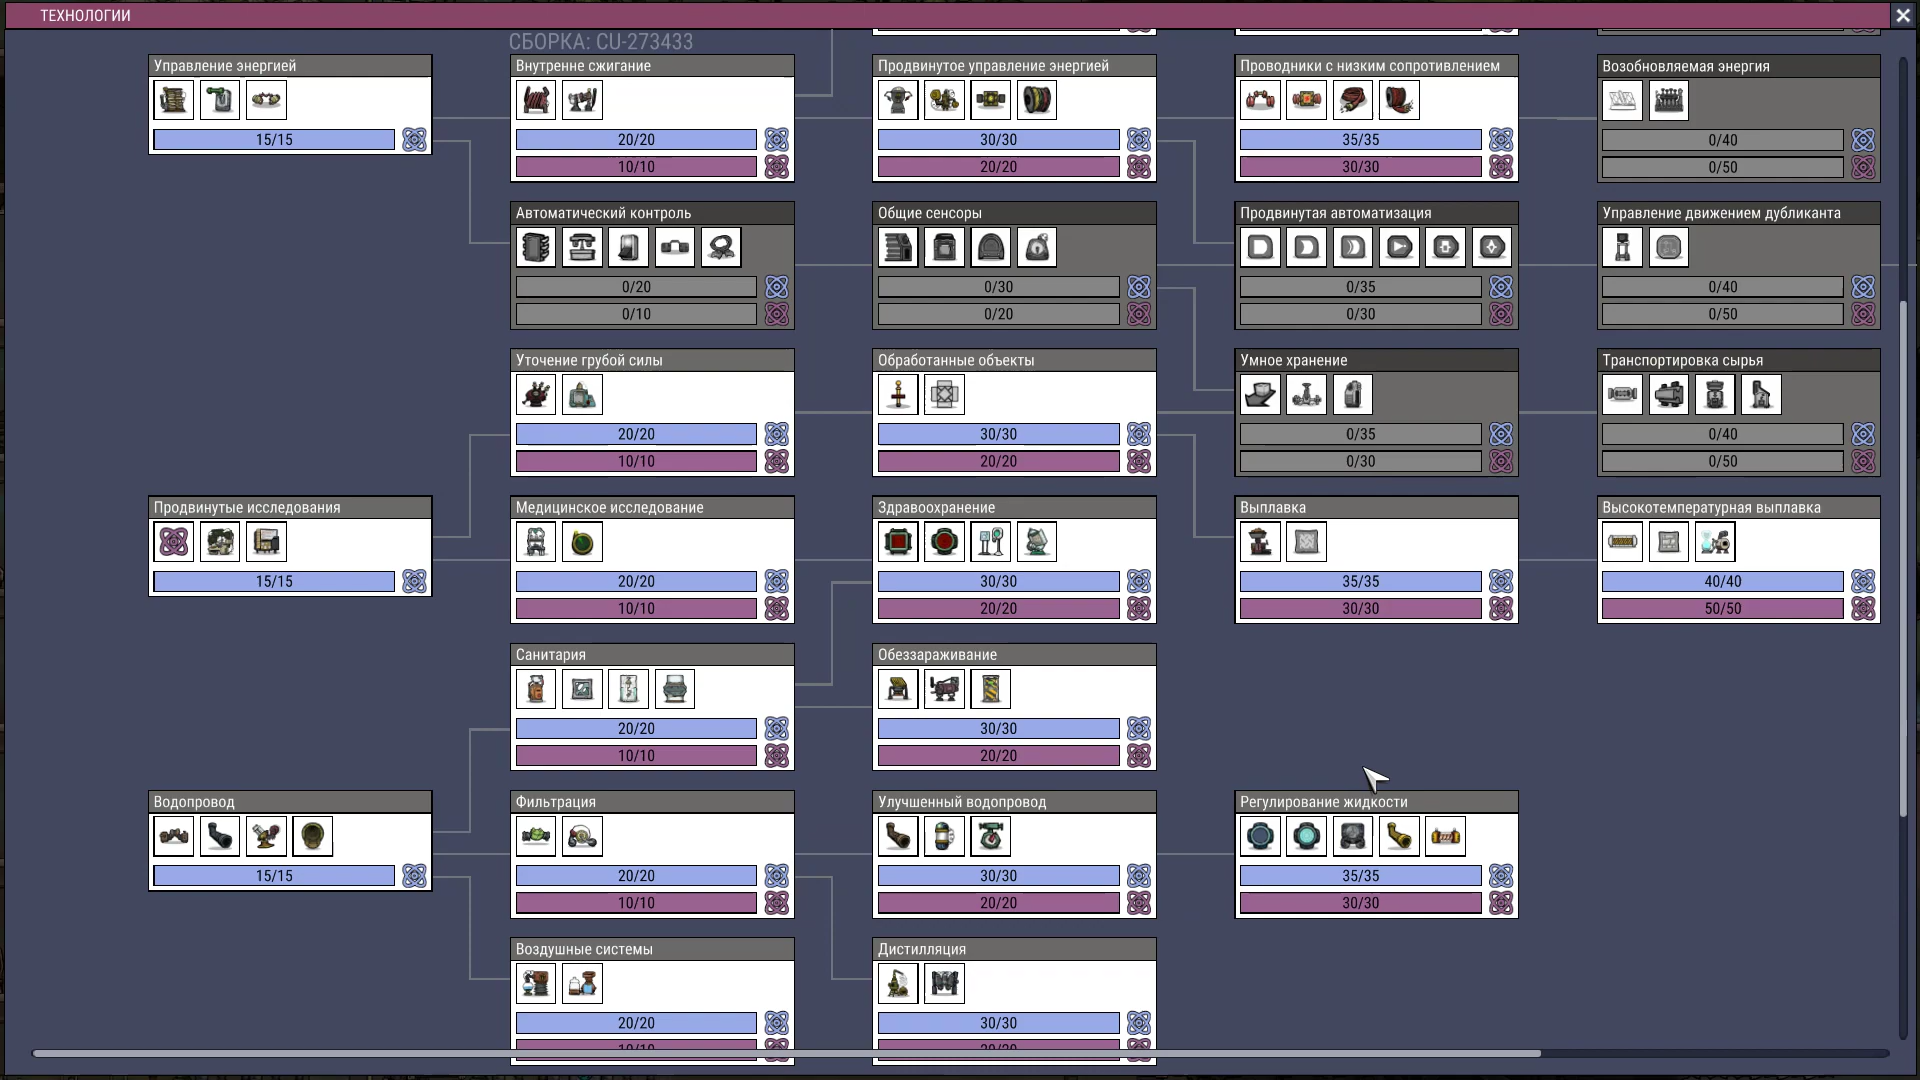 ТЕХНОЛОГИИ
СБОРКА: CU-273433
Управление энергией
15/15
Внутренне сжигание
20/20
10/10
Продвинутое управление энергией
30/30
20/20
Проводники с низким сопротивлением
35/35
30/30
Возобновляемая энергия
0/40
0/50
Автоматический контроль
0/20
0/10
Общие сенсоры
0/30
0/20
Продвинутая автоматизация
0/35
0/30
Управление движением дубликанта
0/40
0/50
Уточение грубой силы
20/20
10/10
Обработанные объекты
30/30
20/20
Умное хранение
0/35
0/30
Транспортировка сырья
0/40
0/50
Продвинутые исследования
15/15
Медицинское исследование
20/20
10/10
Здравоохранение
30/30
20/20
Выплавка
35/35
30/30
Высокотемпературная выплавка
40/40
50/50
Санитария
20/20
10/10
Обеззараживание
30/30
20/20
Водопровод
15/15
Фильтрация
20/20
10/10
Улучшенный водопровод
30/30
20/20
Регулирование жидкости
35/35
30/30
Воздушные системы
20/20
10/10
Дистилляция
30/30
20/20